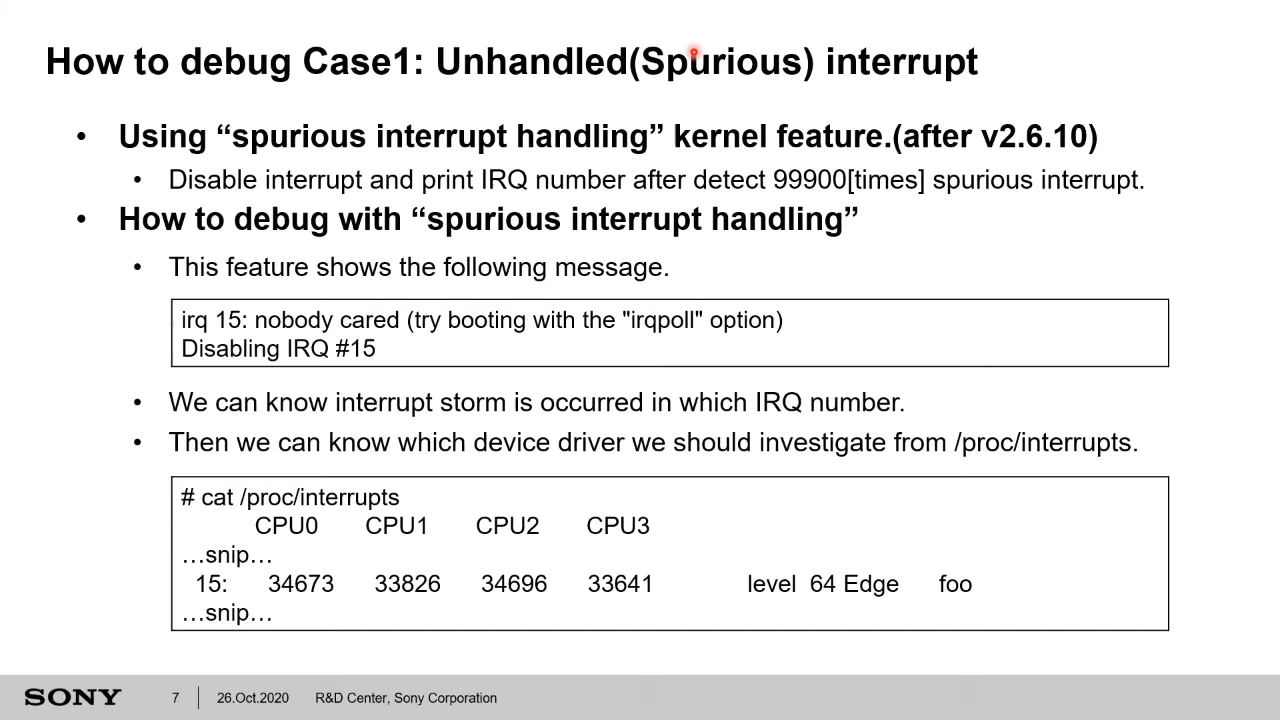 How to debug Case1: Unhandled(Spurious) interrupt
• Using “spurious interrupt handling” kernel feature.(after v2.6.10)
• Disable interrupt and print IRQ number after detect 99900[times] spurious interrupt.
• How to debug with “spurious interrupt handling”
• This feature shows the following message.
irq 15: nobody cared (try booting with the "irqpoll" option)
Disabling IRQ #15
• We can know interrupt storm is occurred in which IRQ number.
• Then we can know which device driver we should investigate from /proc/interrupts.
# cat /proc/interrupts
CPU0 CPU1 CPU2 CPU3
…snip…
15: 34673 33826 34696 33641 level 64 Edge foo
…snip…
SONY 7 26.Oct.2020 R&D Center, Sony Corporation